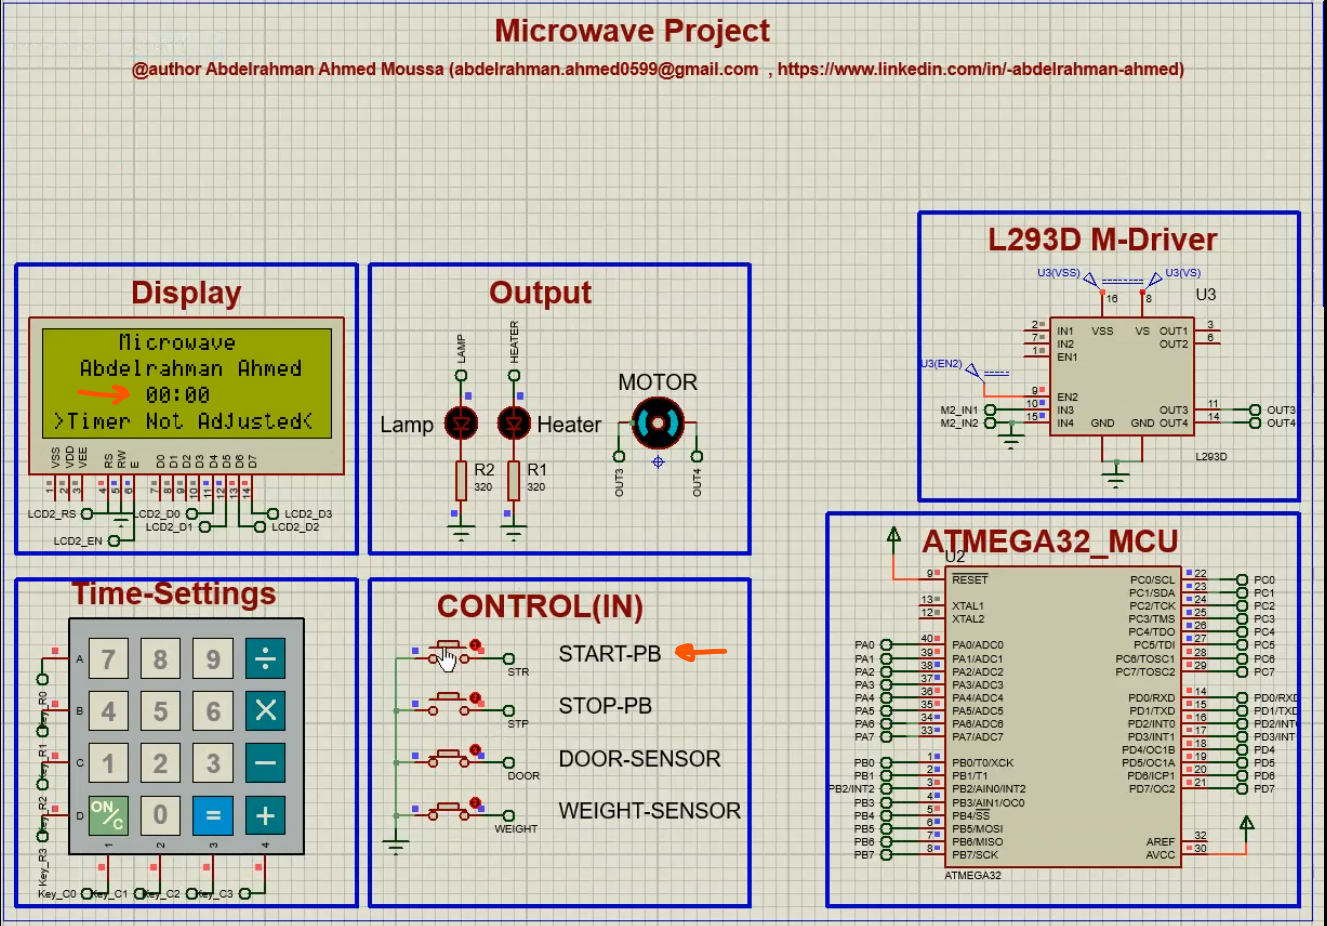 Microwave Project
@author Abdelrahman Ahmed Moussa (abdelrahman.ahmed0599@gmail.com , https://www.linkedin.com/in/-abdelrahman-ahmed)
L293D M-Driver
U3(VSS)
U3(VS)
16
8
U3
2
IN1
VSS
VS
OUT1
3
7
IN2
OUT2
6
1
EN1
U3(EN2)
9
EN2
M2_IN1
10
IN3
OUT3
11
OUT3
M2_IN2
15
IN4
GND
GND
OUT4
14
OUT4
L293D
Display
Microwave
Abdelrahman Ahmed
00:00
>Timer Not AdJusted<
VSS
VDD
VEE
RS
RW
E
D0
D1
D2
D3
D4
D5
D6
D7
1
2
3
4
5
6
7
8
9
10
11
12
13
14
LCD2_RS
LCD2_D0
LCD2_D3
LCD2_D1
LCD2_D2
LCD2_EN
Output
LAMP
HEATER
MOTOR
Lamp
Heater
R2
320
R1
320
OUT3
OUT4
Time-Settings
A
7
8
9
÷
B
4
5
6
×
C
1
2
3
−
D
ON/C
0
=
+
1
2
3
4
Key_R0
Key_R1
Key_R2
Key_R3
Key_C0
Key_C1
Key_C2
Key_C3
CONTROL(IN)
START-PB
STR
STOP-PB
STP
DOOR-SENSOR
DOOR
WEIGHT-SENSOR
WEIGHT
ATMEGA32_MCU
U2
9
RESET
PC0/SCL
22
PC0
PC1/SDA
23
PC1
13
XTAL1
PC2/TCK
24
PC2
12
XTAL2
PC3/TMS
25
PC3
PC4/TDO
26
PC4
PA0
40
PA0/ADC0
PC5/TDI
27
PC5
PA1
39
PA1/ADC1
PC6/TOSC1
28
PC6
PA2
38
PA2/ADC2
PC7/TOSC2
29
PC7
PA3
37
PA3/ADC3
PA4
36
PA4/ADC4
PD0/RXD
14
PD0/RXD
PA5
35
PA5/ADC5
PD1/TXD
15
PD1/TXD
PA6
34
PA6/ADC6
PD2/INT0
16
PD2/INT
PA7
33
PA7/ADC7
PD3/INT1
17
PD3/INT
PD4/OC1B
18
PD4
PB0
1
PB0/T0/XCK
PD5/OC1A
19
PD5
PB1
2
PB1/T1
PD6/ICP1
20
PD6
PB2/INT2
3
PB2/AIN0/INT2
PD7/OC2
21
PD7
PB3
4
PB3/AIN1/OC0
PB4
5
PB4/SS
PB5
6
PB5/MOSI
PB6
7
PB6/MISO
AREF
32
PB7
8
PB7/SCK
AVCC
30
ATMEGA32